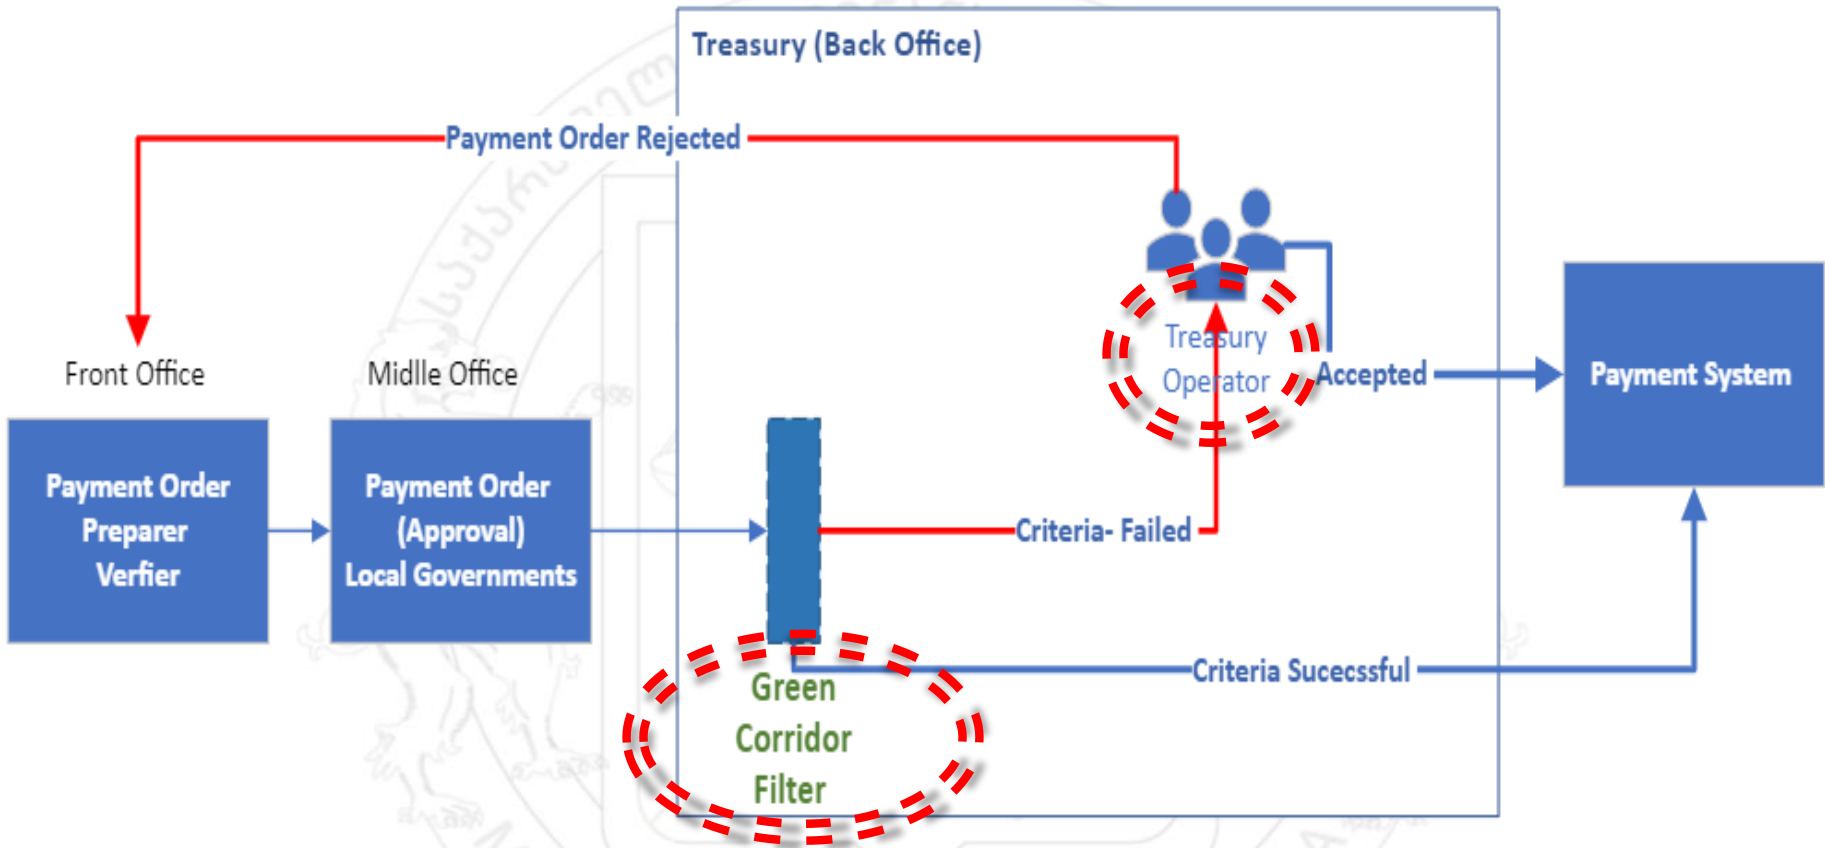 Treasury (Back Office)
Payment Order Rejected
Treasury
Operator
Accepted
Payment System
Front Office
Midlle Office
Payment Order
Preparer
Verfier
Payment Order
(Approval)
Local Governments
Criteria- Failed
Criteria Sucecssful
Green
Corridor
Filter